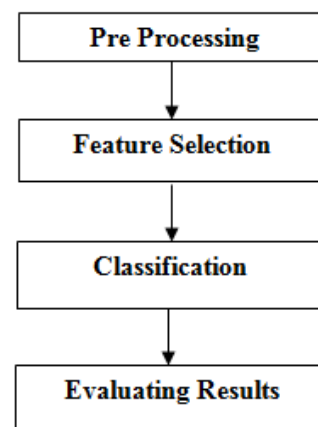 Pre Processing
Feature Selection
Classification
Evaluating Results